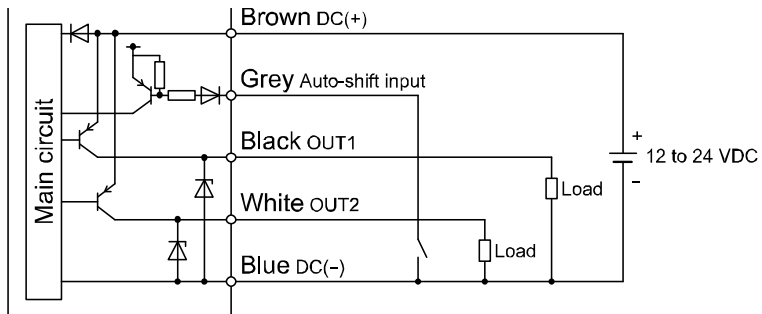 Main circuit
Brown DC(+)
Grey Auto-shift input
Black OUT1
White OUT2
Blue DC(−)
Load
Load
+
12 to 24 VDC
−